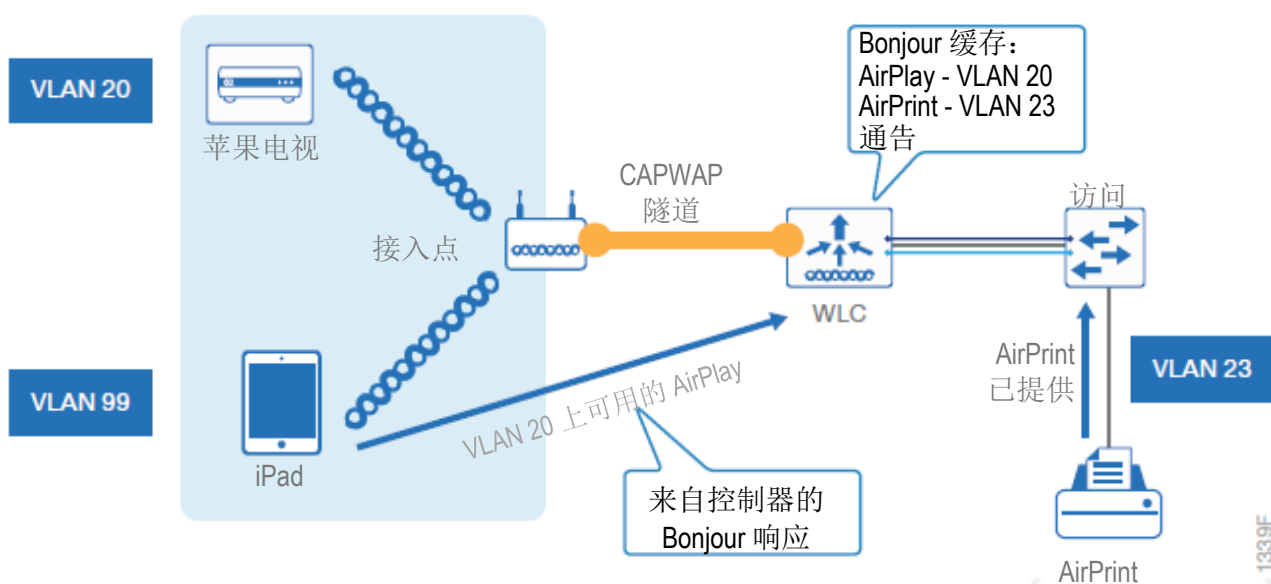 VLAN 20
苹果电视
VLAN 99
iPad
接入点
CAPWAP
隧道
Bonjour 缓存：
AirPlay - VLAN 20
AirPrint - VLAN 23
通告
WLC
访问
VLAN 20 上可用的 AirPlay
来自控制器的
Bonjour 响应
AirPrint
已提供
VLAN 23
AirPrint
1339F